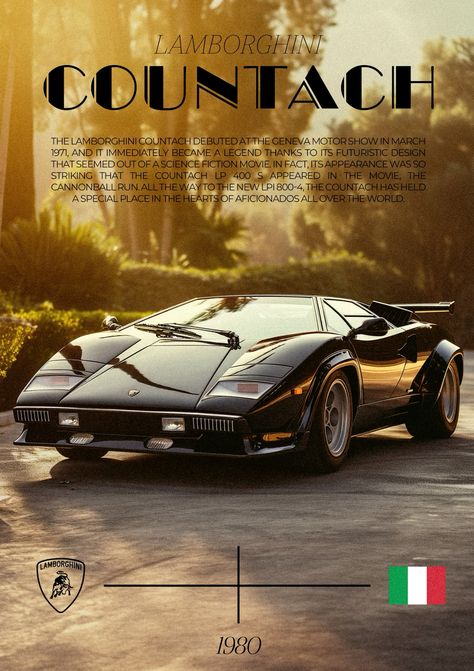 LAMBORGHINI
COUNTACH
THE LAMBORGHINI COUNTACH DEBUTED AT THE GENEVA MOTOR SHOW IN MARCH
1971, AND IT IMMEDIATELY BECAME A LEGEND THANKS TO ITS FUTURISTIC DESIGN
THAT SEEMED OUT OF A SCIENCE FICTION MOVIE. IN FACT, ITS APPEARANCE WAS SO
STRIKING THAT THE COUNTACH LP 400 S APPEARED IN THE MOVIE, THE
CANNONBALL RUN. ALL THE WAY TO THE NEW LPI 800-4, THE COUNTACH HAS HELD
A SPECIAL PLACE IN THE HEARTS OF AFICIONADOS ALL OVER THE WORLD.
LAMBORGHINI
1980